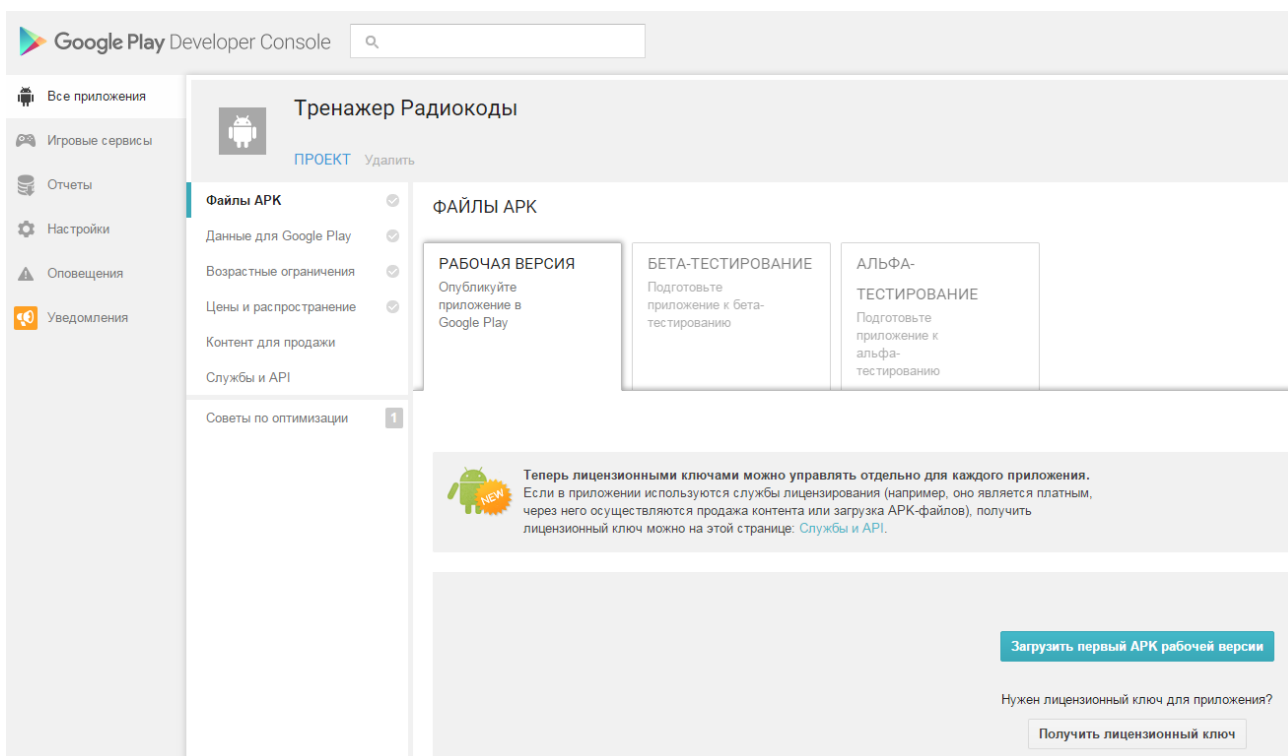 Google Play Developer Console
Все приложения
Игровые сервисы
Отчеты
Настройки
Оповещения
Уведомления
Тренажер Радиокоды
ПРОЕКТ Удалить
Файлы APK
Данные для Google Play
Возрастные ограничения
Цены и распространение
Контент для продажи
Службы и API
Советы по оптимизации 1
ФАЙЛЫ APK
РАБОЧАЯ ВЕРСИЯ
Опубликуйте
приложение в
Google Play
БЕТА-ТЕСТИРОВАНИЕ
Подготовьте
приложение к бета-
тестированию
АЛЬФА-
ТЕСТИРОВАНИЕ
Подготовьте
приложение к
альфа-
тестированию
NEW
Теперь лицензионными ключами можно управлять отдельно для каждого приложения.
Если в приложении используются службы лицензирования (например, оно является платным,
через него осуществляются продажа контента или загрузка APK-файлов), получить
лицензионный ключ можно на этой странице: Службы и API.
Загрузить первый APK рабочей версии
Нужен лицензионный ключ для приложения?
Получить лицензионный ключ